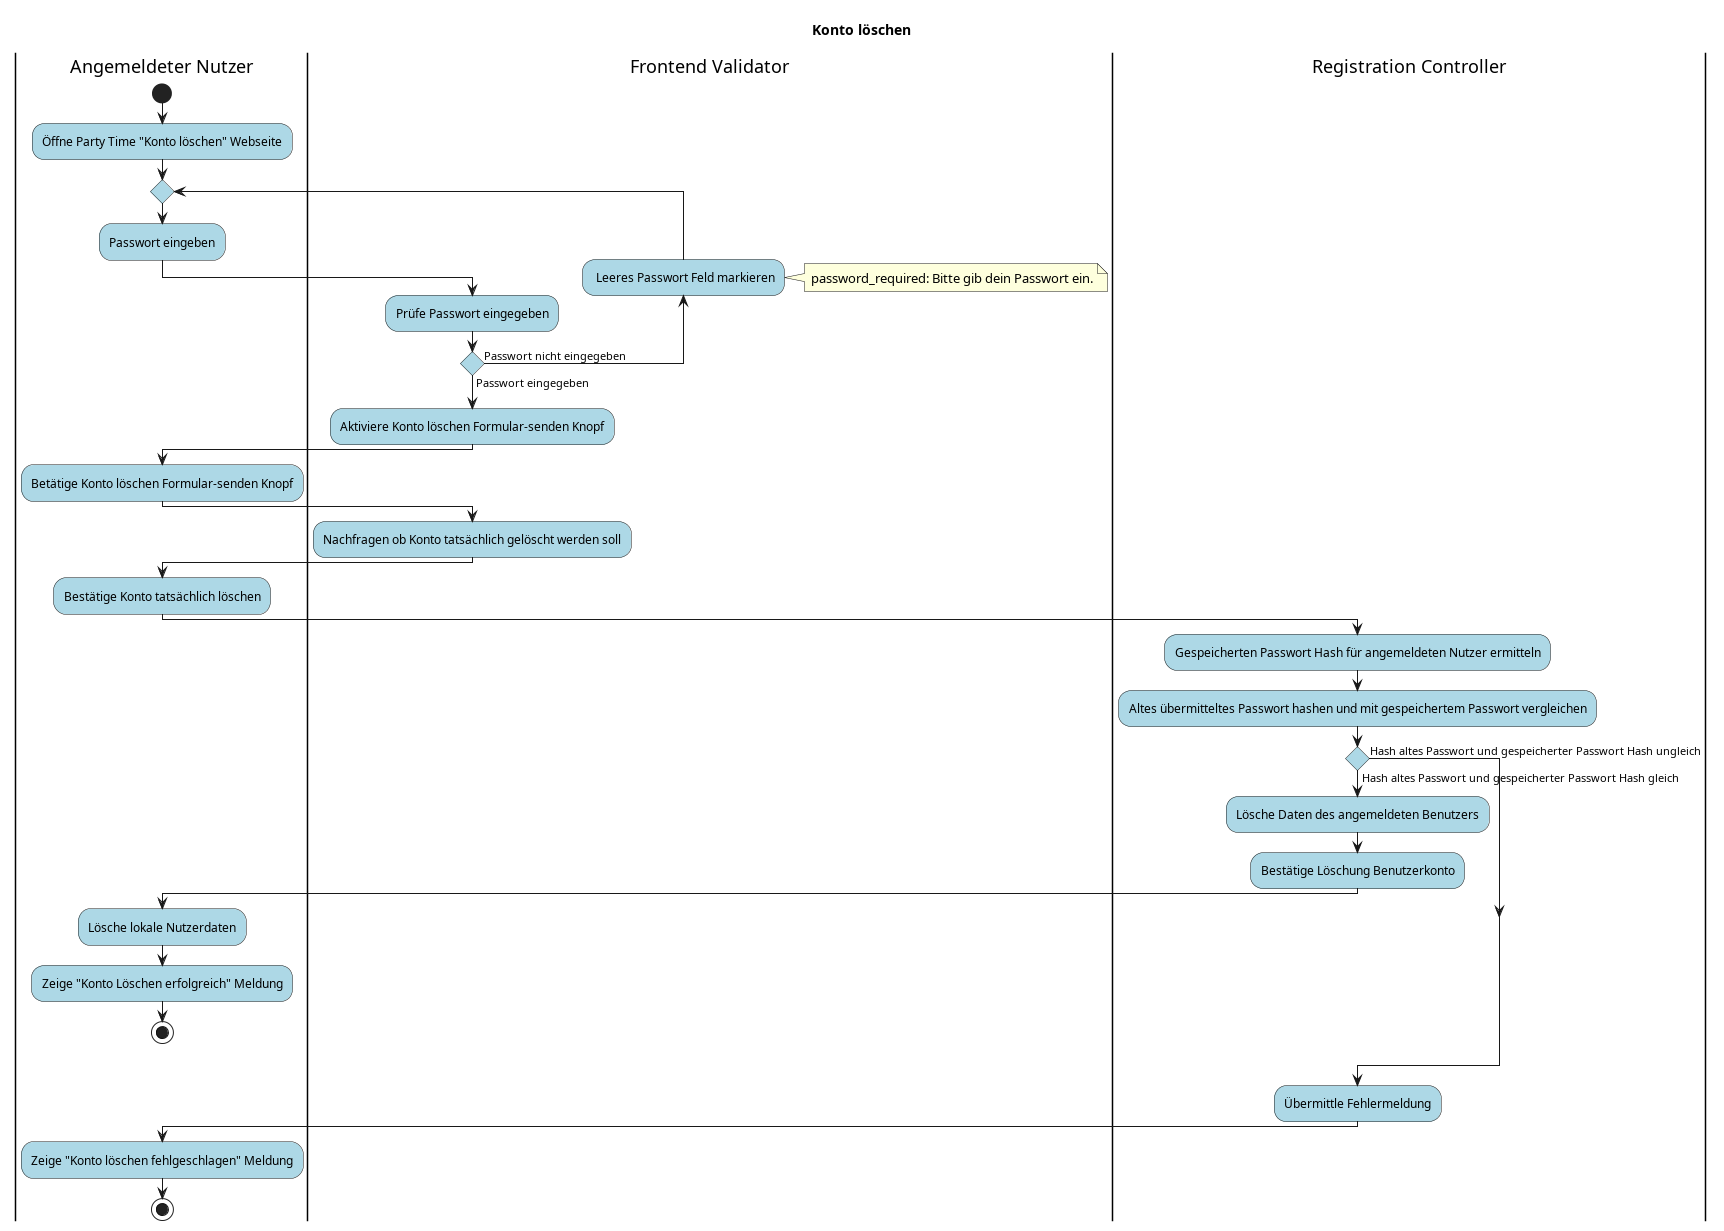 Konto löschen
Angemeldeter Nutzer
Frontend Validator
Registration Controller
Öffne Party Time "Konto löschen" Webseite
Passwort eingeben
Leeres Passwort Feld markieren
password_required: Bitte gib dein Passwort ein.
Prüfe Passwort eingegeben
Passwort nicht eingegeben
Passwort eingegeben
Aktiviere Konto löschen Formular-senden Knopf
Betätige Konto löschen Formular-senden Knopf
Nachfragen ob Konto tatsächlich gelöscht werden soll
Bestätige Konto tatsächlich löschen
Gespeicherten Passwort Hash für angemeldeten Nutzer ermitteln
Altes übermitteltes Passwort hashen und mit gespeichertem Passwort vergleichen
Hash altes Passwort und gespeicherter Passwort Hash ungleich
Hash altes Passwort und gespeicherter Passwort Hash gleich
Lösche Daten des angemeldeten Benutzers
Bestätige Löschung Benutzerkonto
Lösche lokale Nutzerdaten
Zeige "Konto Löschen erfolgreich" Meldung
Übermittle Fehlermeldung
Zeige "Konto löschen fehlgeschlagen" Meldung